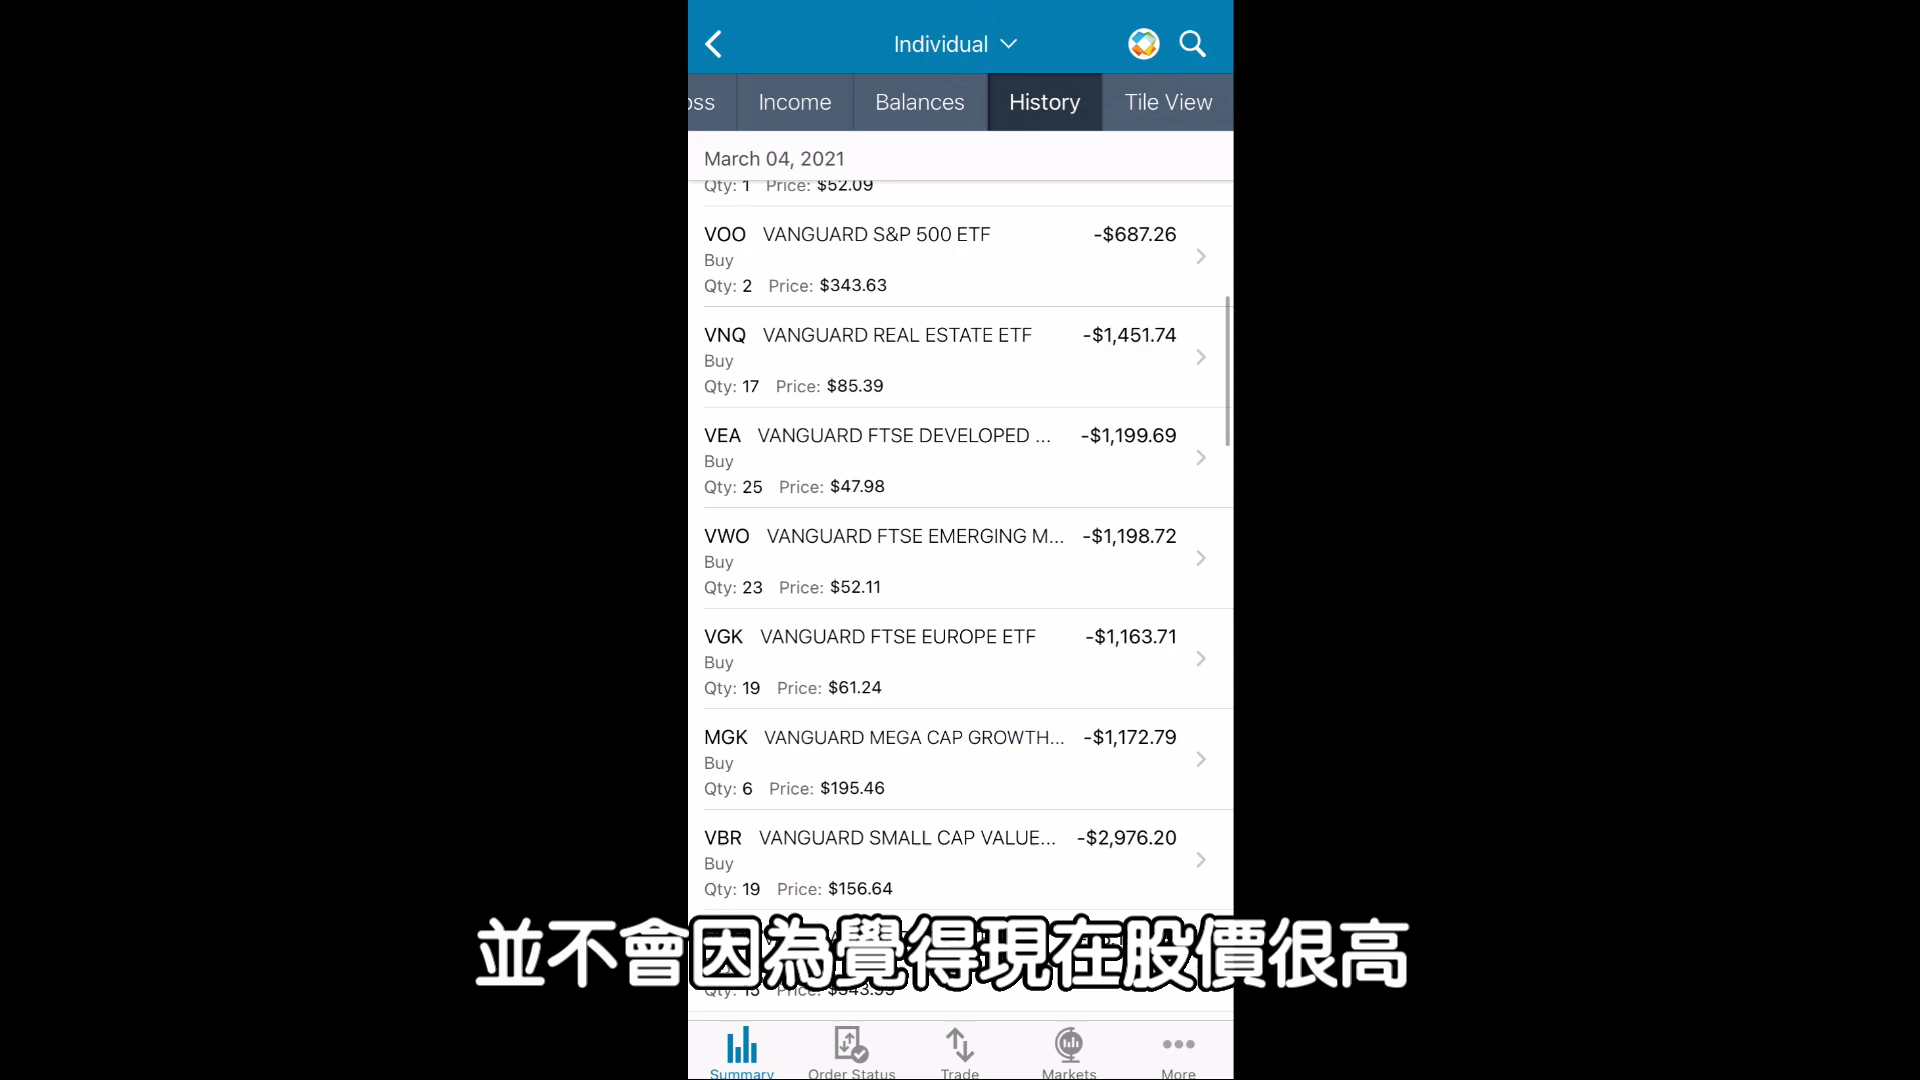 Individual
oss Income Balances History Tile View
March 04, 2021
Qty: 1 Price: $52.09
VOO VANGUARD S&P 500 ETF -$687.26
Buy
Qty: 2 Price: $343.63
VNQ VANGUARD REAL ESTATE ETF -$1,451.74
Buy
Qty: 17 Price: $85.39
VEA VANGUARD FTSE DEVELOPED ... -$1,199.69
Buy
Qty: 25 Price: $47.98
VWO VANGUARD FTSE EMERGING M... -$1,198.72
Buy
Qty: 23 Price: $52.11
VGK VANGUARD FTSE EUROPE ETF -$1,163.71
Buy
Qty: 19 Price: $61.24
MGK VANGUARD MEGA CAP GROWTH... -$1,172.79
Buy
Qty: 6 Price: $195.46
VBR VANGUARD SMALL CAP VALUE... -$2,976.20
Buy
Qty: 19 Price: $156.64
並不會因為覺得現在股價很高
Summary Order Status Trade Markets More